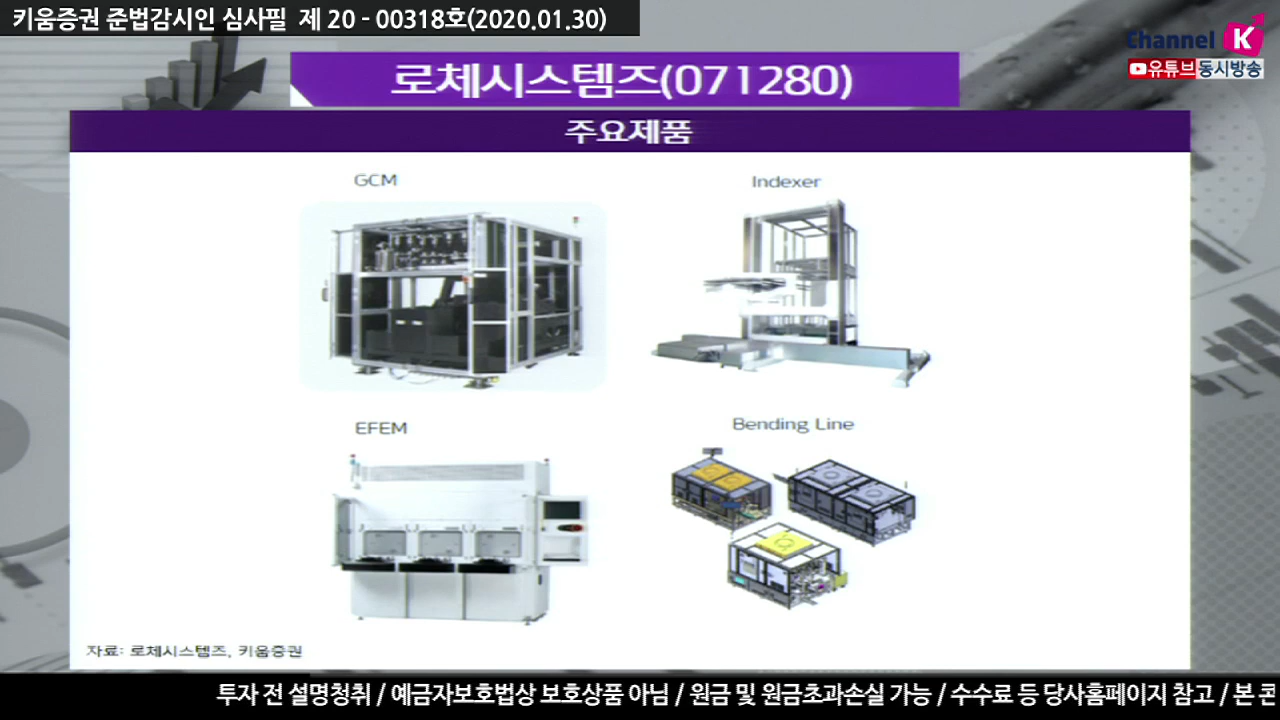 키움증권 준법감시인 심사필 제 20 - 00318호(2020.01.30)
Channel K
유튜브 동시방송
로체시스템즈(071280)
주요제품
GCM
Indexer
EFEM
Bending Line
자료: 로체시스템즈, 키움증권
투자 전 설명청취 / 예금자보호법상 보호상품 아님 / 원금 및 원금초과손실 가능 / 수수료 등 당사홈페이지 참고 / 본 콘